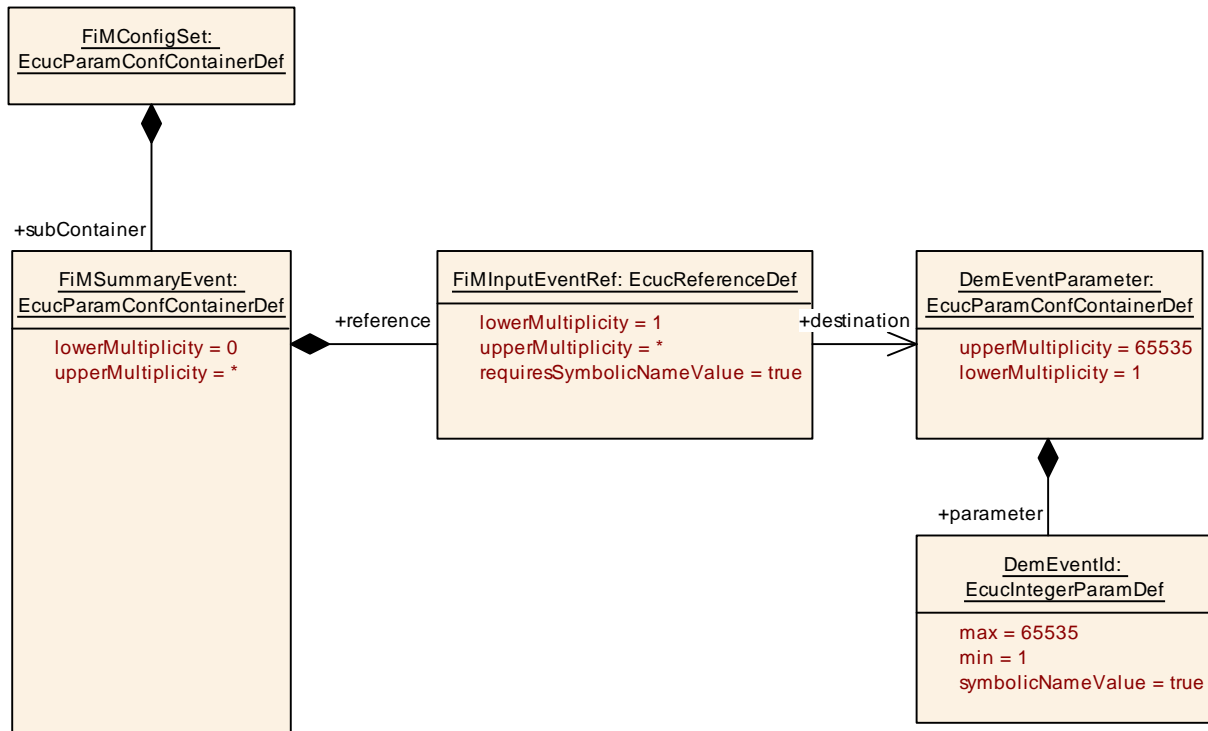 FiMConfigSet:
EcucParamConfContainerDef
+subContainer
FiMSummaryEvent:
EcucParamConfContainerDef
lowerMultiplicity = 0
upperMultiplicity = *
+reference
FiMInputEventRef: EcucReferenceDef
lowerMultiplicity = 1
upperMultiplicity = *
requiresSymbolicNameValue = true
+destination
DemEventParameter:
EcucParamConfContainerDef
upperMultiplicity = 65535
lowerMultiplicity = 1
+parameter
DemEventId:
EcucIntegerParamDef
max = 65535
min = 1
symbolicNameValue = true